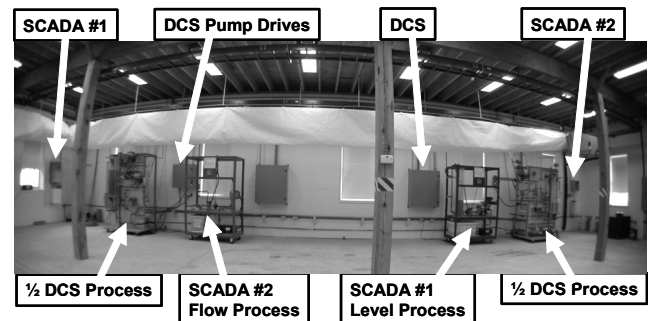 SCADA #1
DCS Pump Drives
DCS
SCADA #2
½ DCS Process
SCADA #2
Flow Process
SCADA #1
Level Process
½ DCS Process